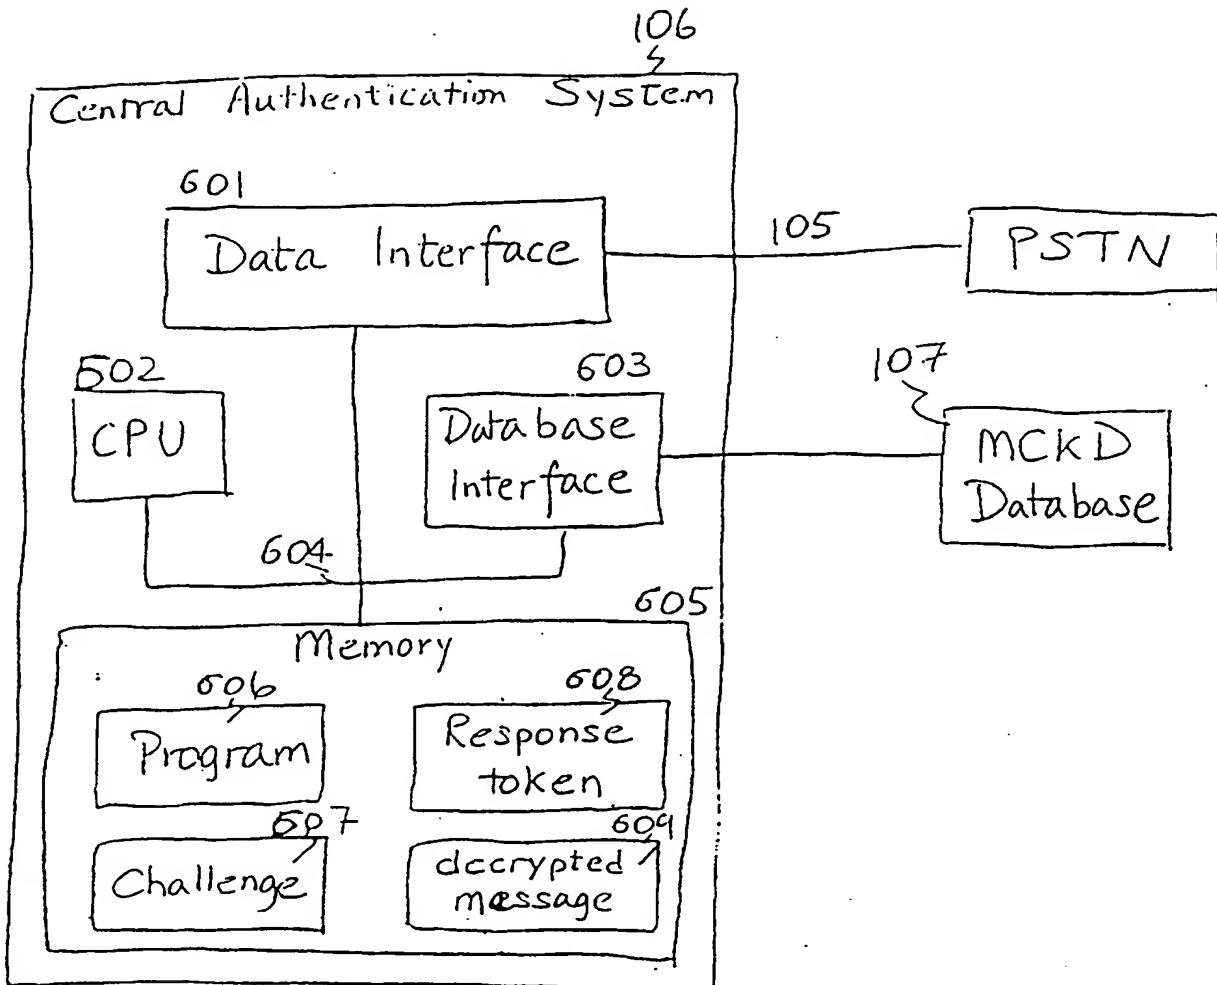 106
Central Authentication System
601
Data Interface
105
PSTN
602
CPU
603
Database
Interface
107
MCKD
Database
604
605
Memory
606
Program
608
Response
token
607
Challenge
609
decrypted
message